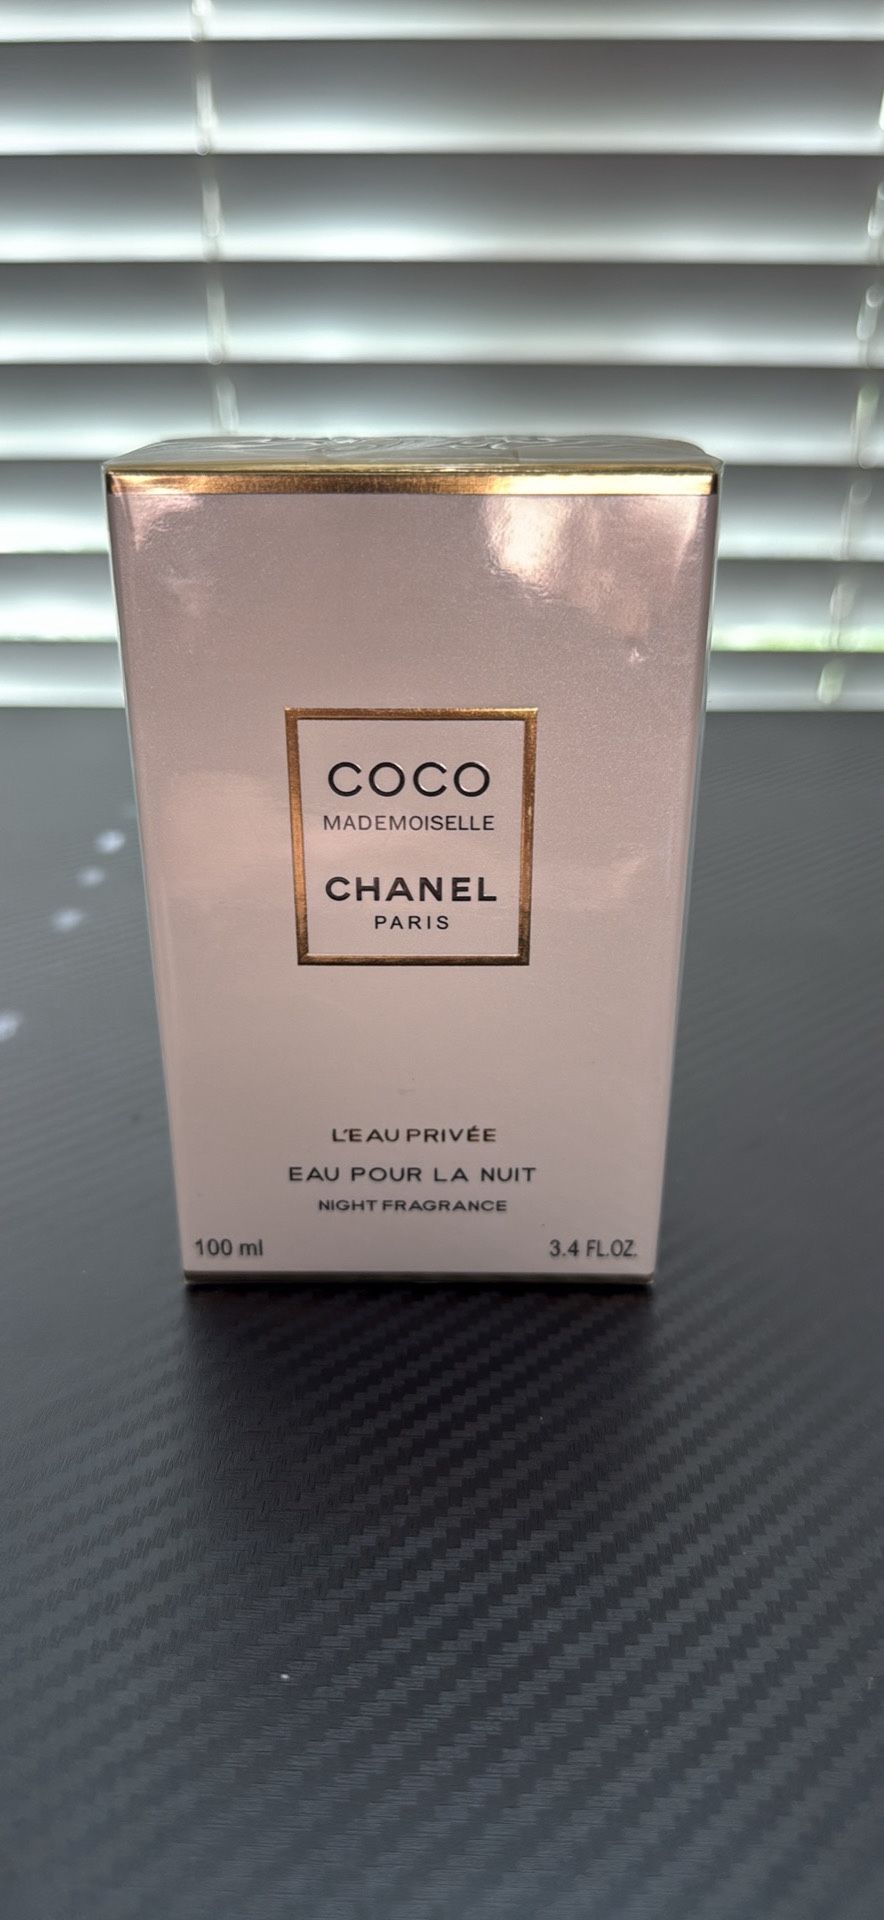 COCO
MADEMOISELLE
CHANEL
PARIS
L'EAU PRIVÉE
EAU POUR LA NUIT
NIGHT FRAGRANCE
100 ml 3.4 FL.OZ.